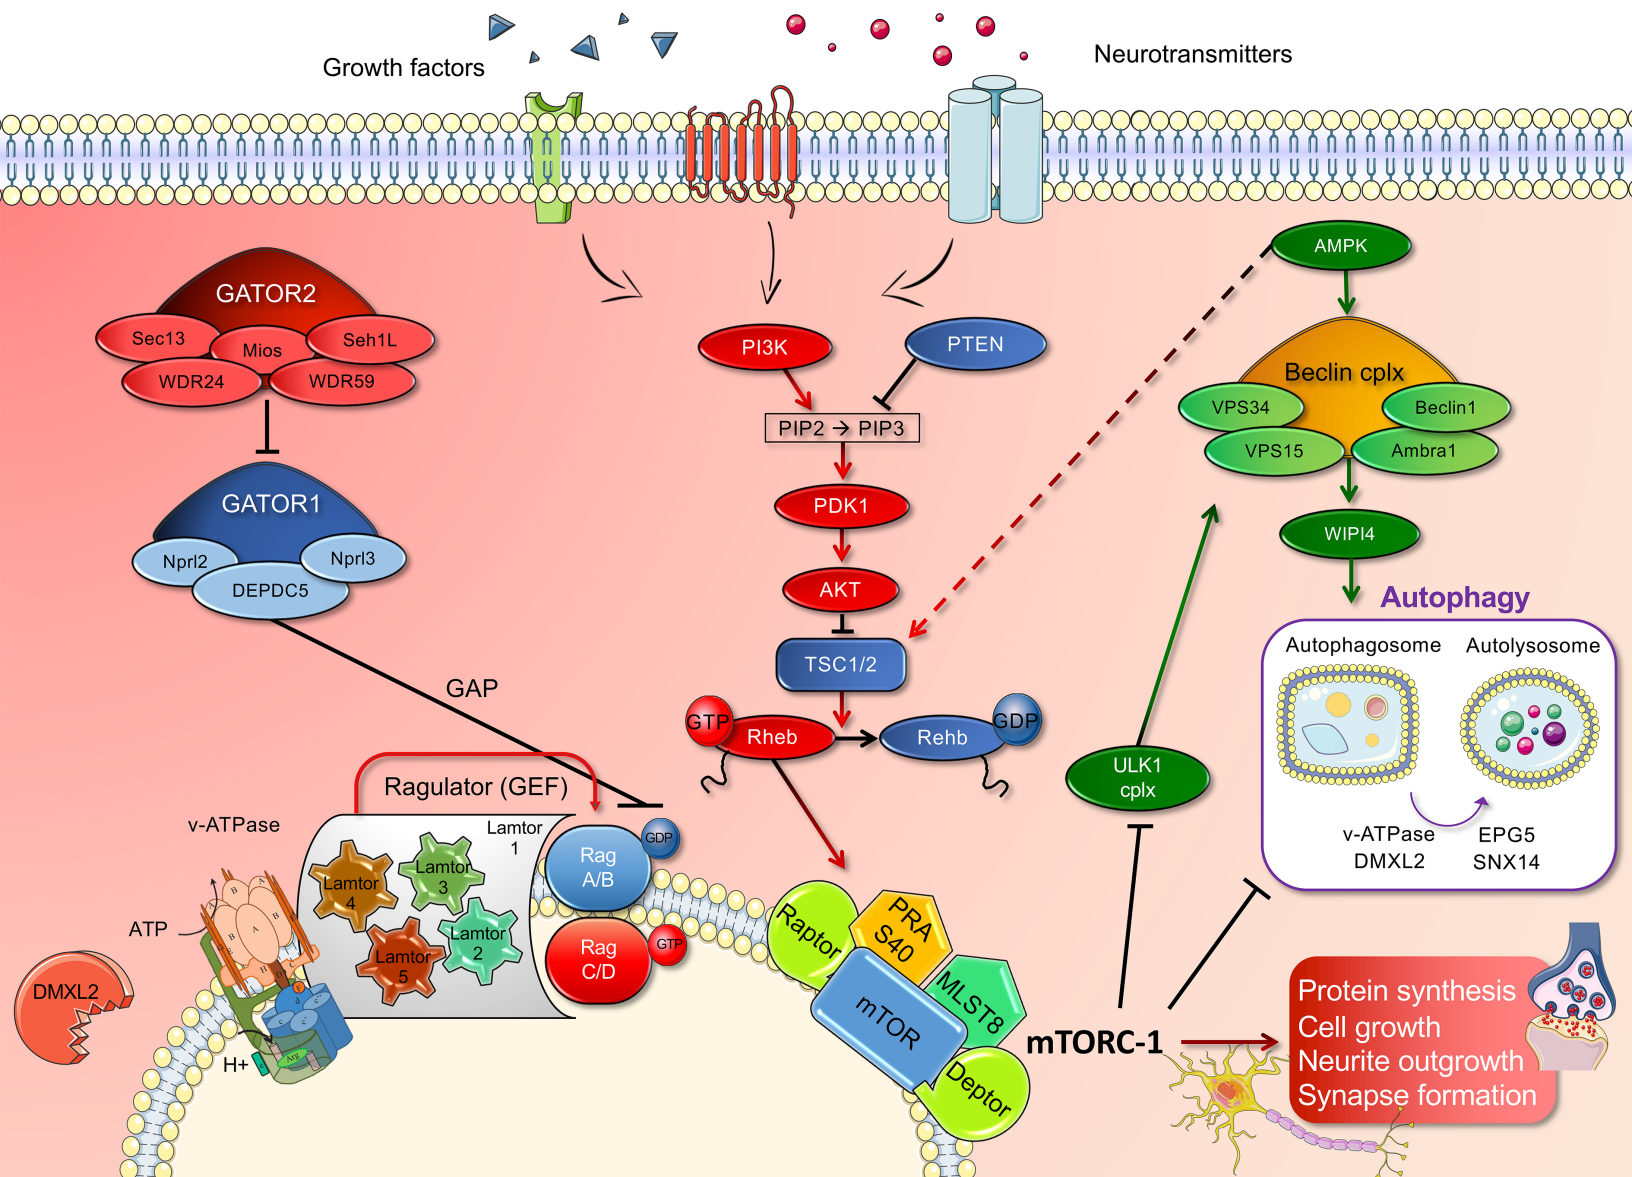 Growth factors
Neurotransmitters
GATOR2
Sec13
Mios
Seh1L
WDR24
WDR59
GATOR1
Nprl2
Nprl3
DEPDC5
GAP
PI3K
PTEN
PIP2 → PIP3
PDK1
AKT
TSC1/2
GTP
Rheb
Rehb
GDP
AMPK
Beclin cplx
VPS34
Beclin1
VPS15
Ambra1
WIPI4
Autophagy
Autophagosome
Autolysosome
v-ATPase
DMXL2
EPG5
SNX14
ULK1
cplx
Ragulator (GEF)
v-ATPase
Lamtor
1
Lamtor
3
Lamtor
4
Lamtor
2
Lamtor
5
Rag
A/B
GDP
Rag
C/D
GTP
ATP
DMXL2
H+
Arg
Raptor
PRA
S40
MLST8
mTOR
Deptor
mTORC-1
Protein synthesis
Cell growth
Neurite outgrowth
Synapse formation